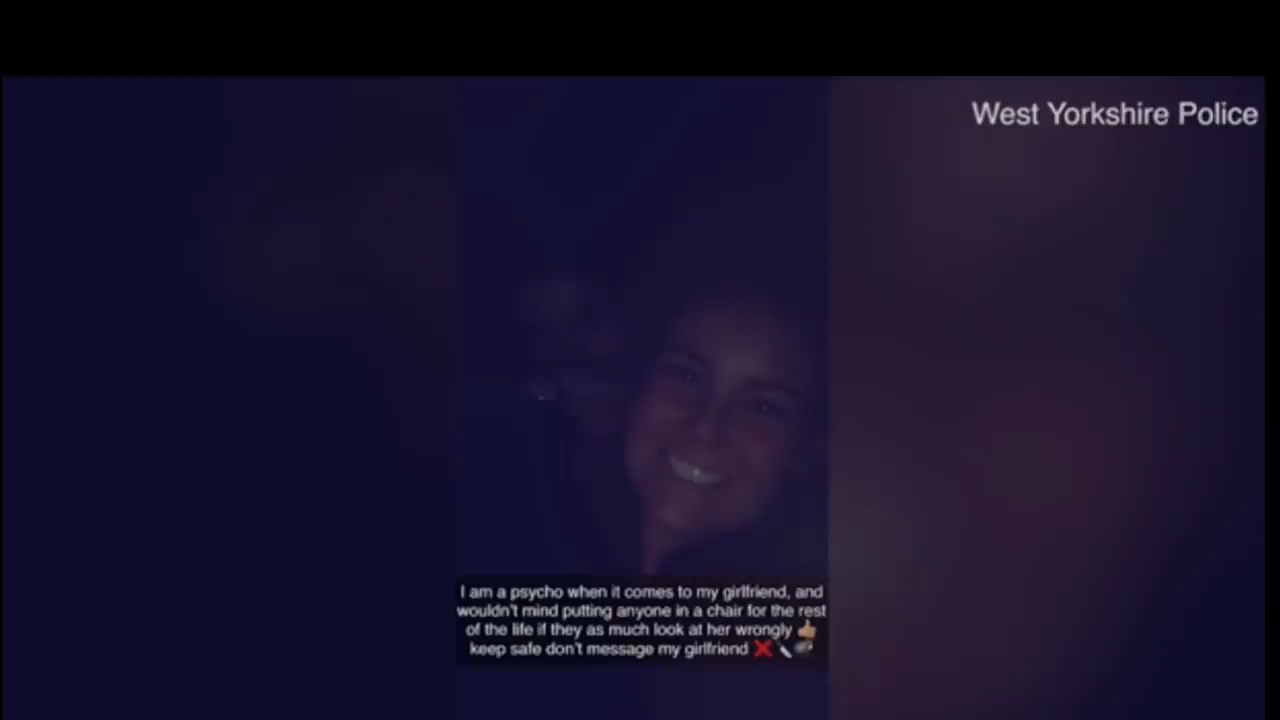 West Yorkshire Police
I am a psycho when it comes to my girlfriend, and
wouldn't mind putting anyone in a chair for the rest
of the life if they as much look at her wrongly 👍🏼
keep safe don't message my girlfriend ❌🔪